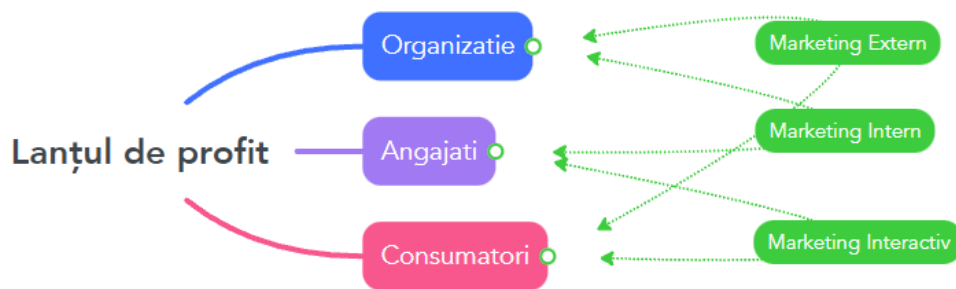 Lanțul de profit
Organizatie
Angajati
Consumatori
Marketing Extern
Marketing Intern
Marketing Interactiv